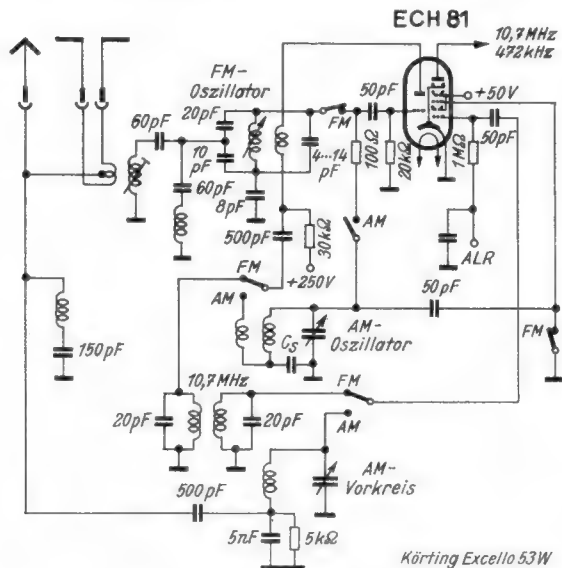 ECH 81
10,7 MHz
472 kHz
FM-
Oszillator
50pF
+50V
20pF
FM
60pF
50pF
10
pF
4...14
pF
100Ω
20kΩ
1MΩ
60pF
8pF
AM
500pF
30kΩ
ALR
FM
+250V
50pF
AM
AM-
Oszillator
FM
150pF
Cs
10,7MHz
FM
20pF
20pF
AM
AM-
Vorkreis
500pF
5nF
5kΩ
Körting Excello 53W